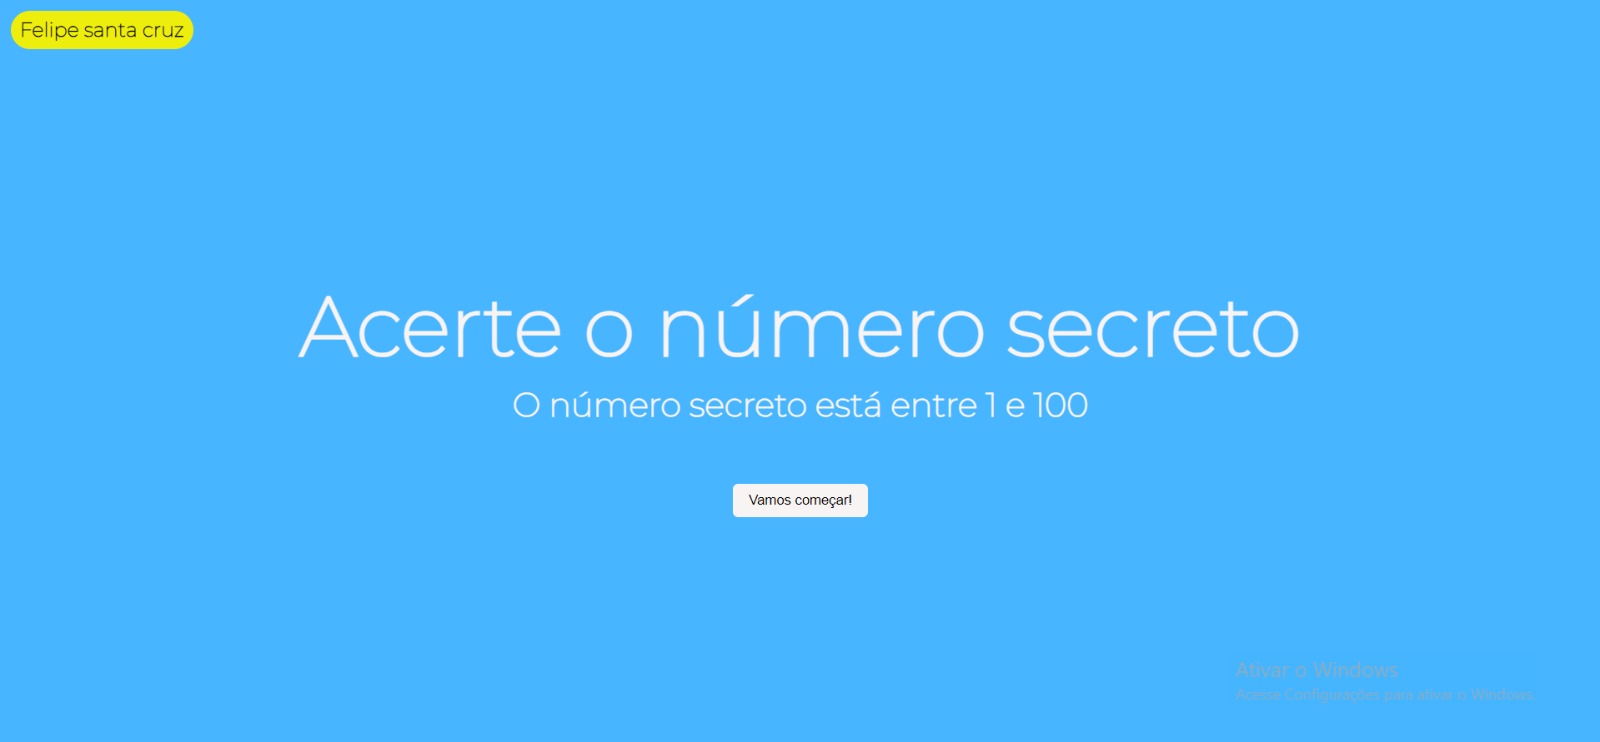 Felipe santa cruz
Acerte o número secreto
O número secreto está entre 1 e 100
Vamos começar!
Ativar o Windows
Acesse Configurações para ativar o Windows.